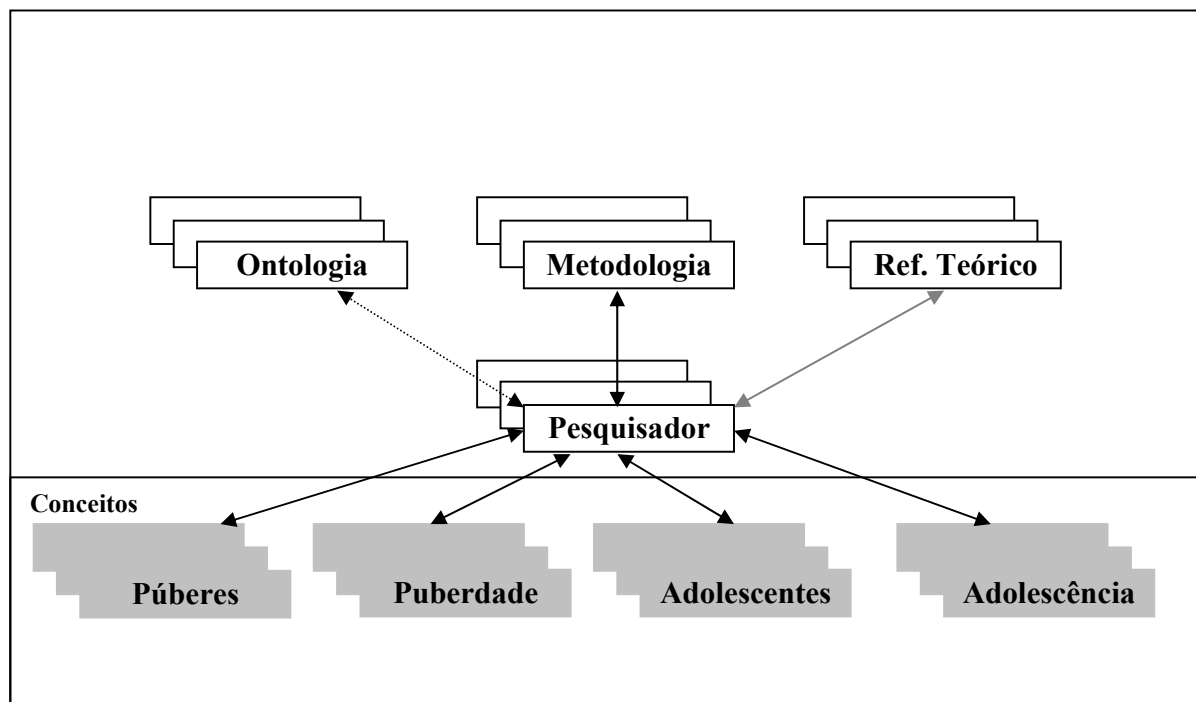 Ontologia
Metodologia
Ref. Teórico
Pesquisador
Conceitos
Púberes
Puberdade
Adolescentes
Adolescência